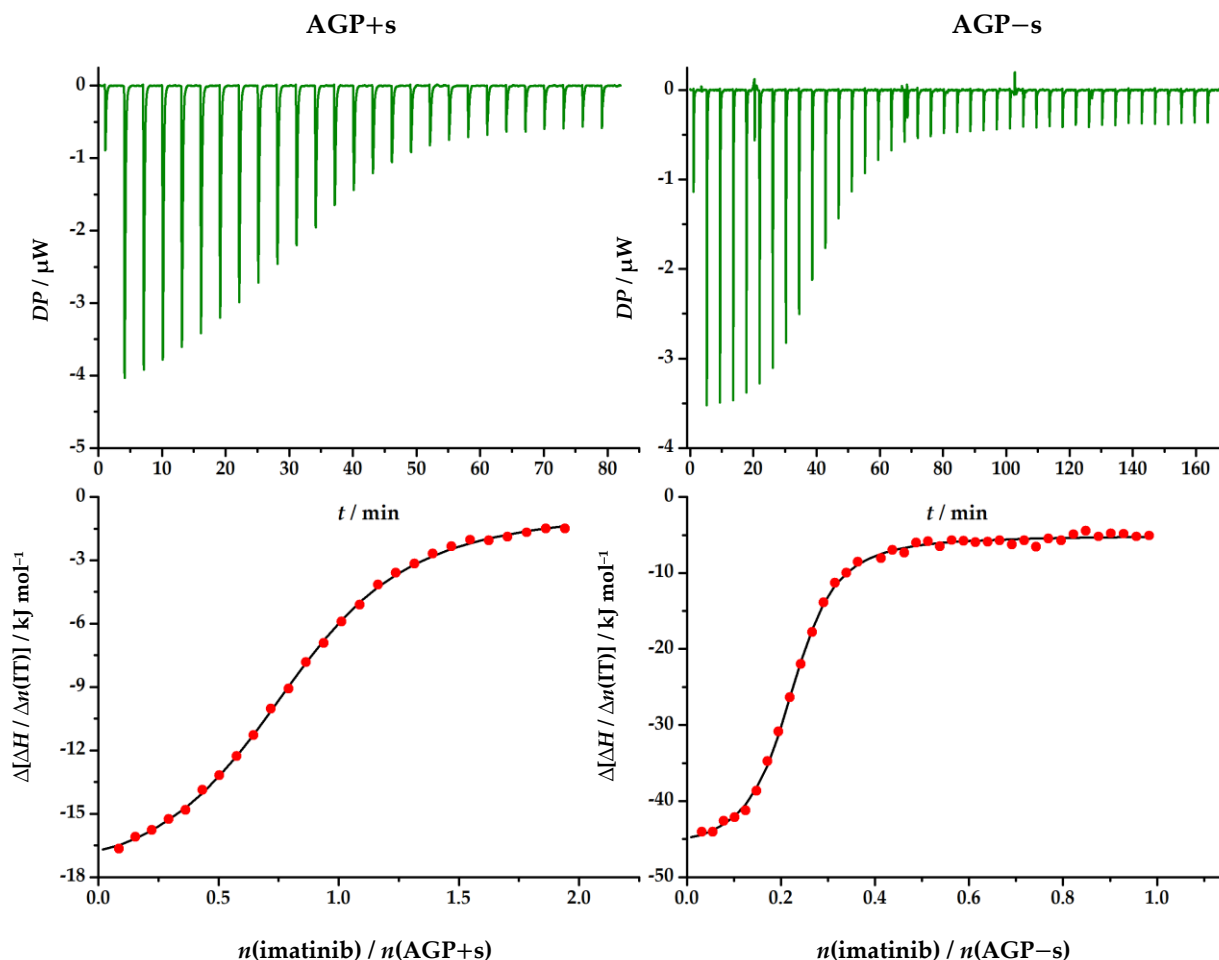 AGP+s
AGP−s
0
-1
-2
-3
-4
-5
DP / µW
0 10 20 30 40 50 60 70 80
0
-1
-2
-3
-4
DP / µW
0 20 40 60 80 100 120 140 160
t / min
t / min
0
-3
-6
-9
-12
-15
-18
Δ[ΔH / Δn(IT)] / kJ mol⁻¹
0.0 0.5 1.0 1.5 2.0
0
-10
-20
-30
-40
-50
Δ[ΔH / Δn(IT)] / kJ mol⁻¹
0.0 0.2 0.4 0.6 0.8 1.0
n(imatinib) / n(AGP+s)
n(imatinib) / n(AGP−s)